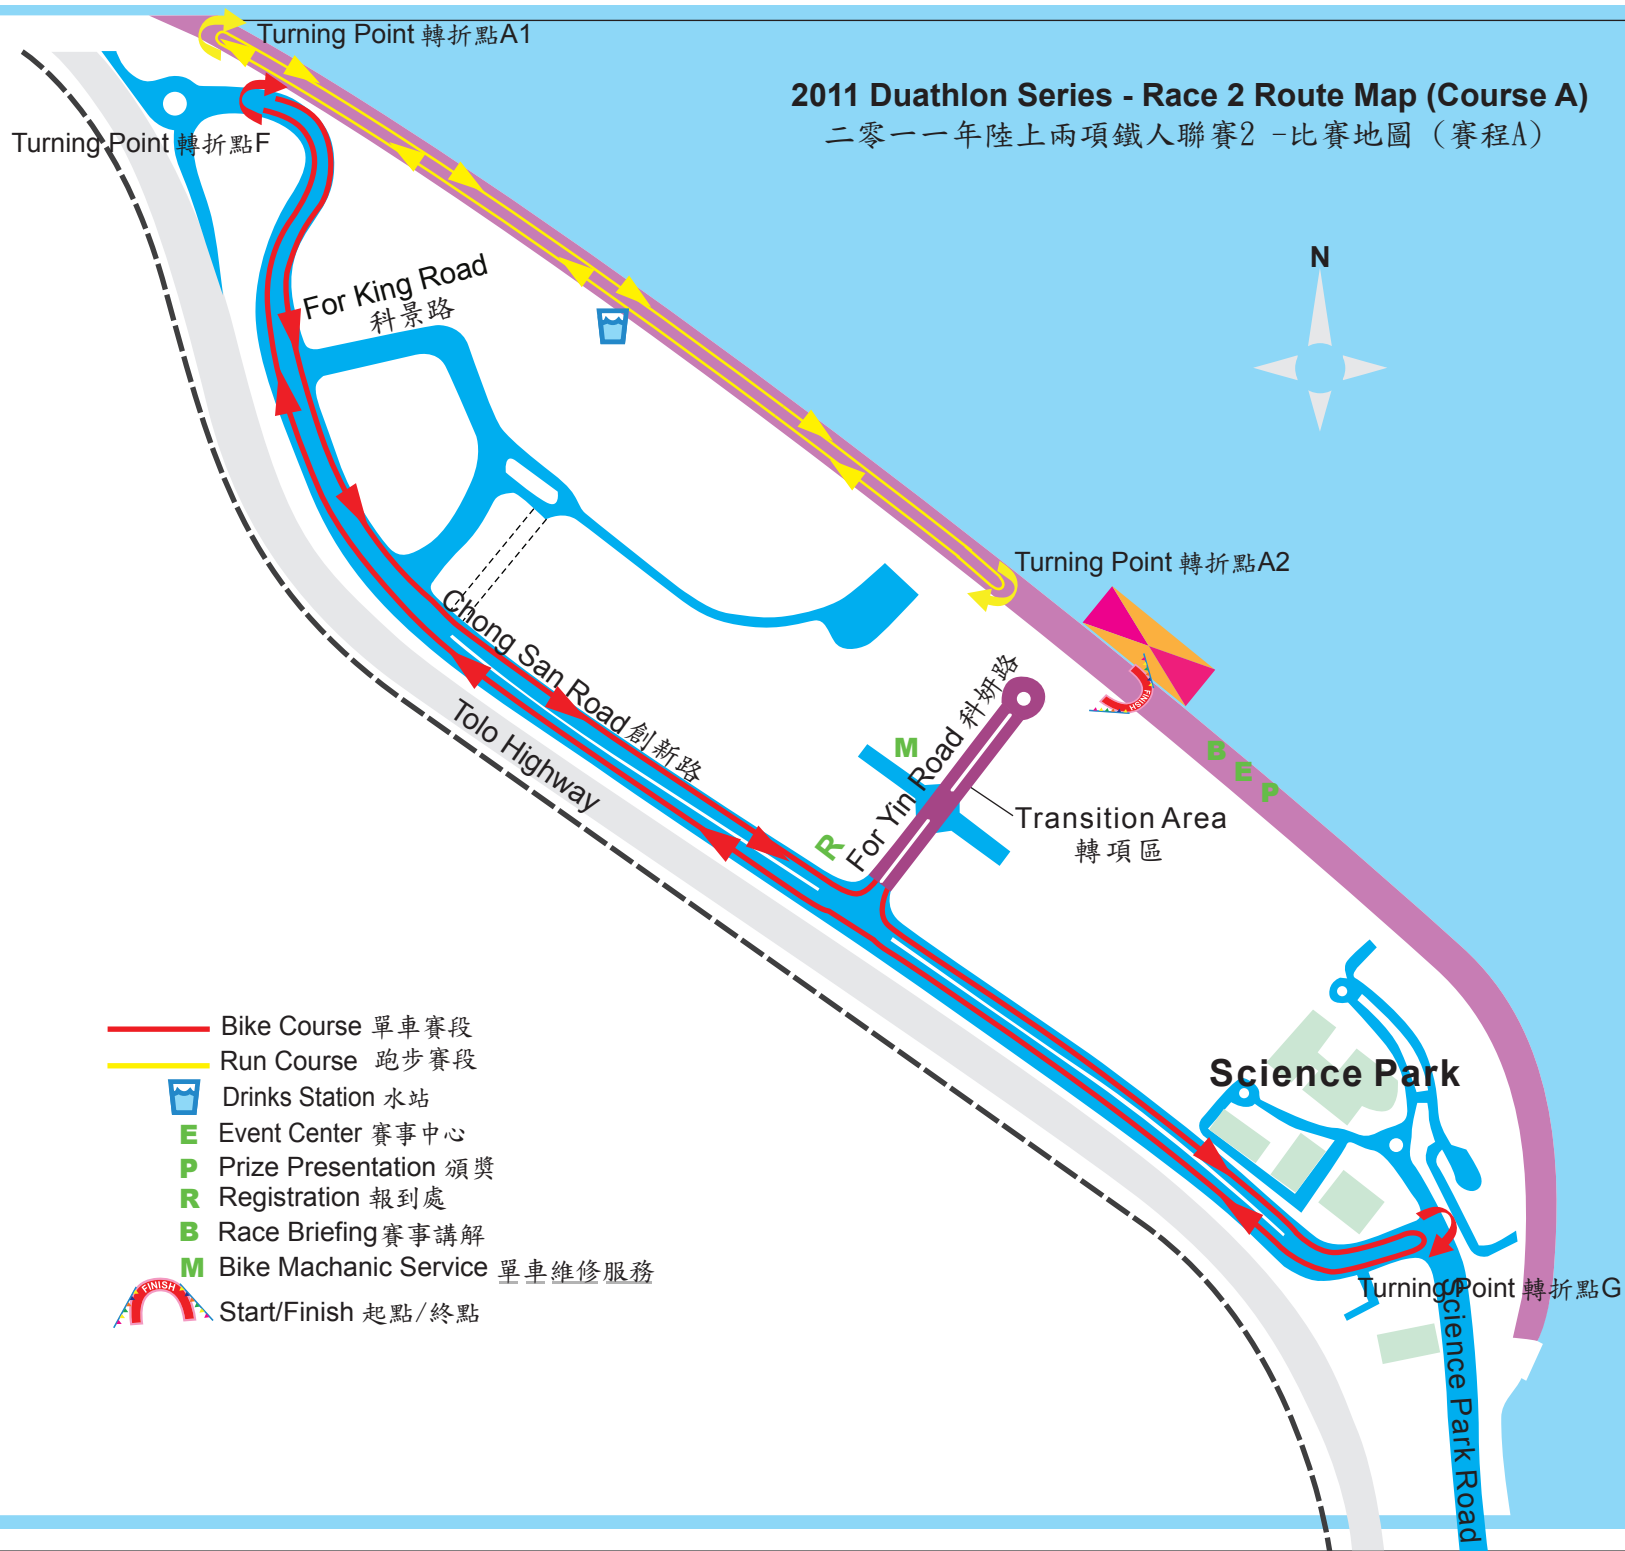 Turning Point 轉折點A1
2011 Duathlon Series - Race 2 Route Map (Course A)
二零一一年陸上兩項鐵人聯賽2 -比賽地圖 (賽程A)
Turning Point 轉折點F
N
For King Road
科景路
Turning Point 轉折點A2
Chong San Road 創新路
Tolo Highway
For Yin Road 科妍路
FINISH
M
B
E
P
R
Transition Area
轉項區
Science Park
Turning Point 轉折點G
Science Park Road
Bike Course 單車賽段
Run Course 跑步賽段
Drinks Station 水站
E Event Center 賽事中心
P Prize Presentation 頒獎
R Registration 報到處
B Race Briefing 賽事講解
M Bike Machanic Service 單車維修服務
FINISH
Start/Finish 起點/終點